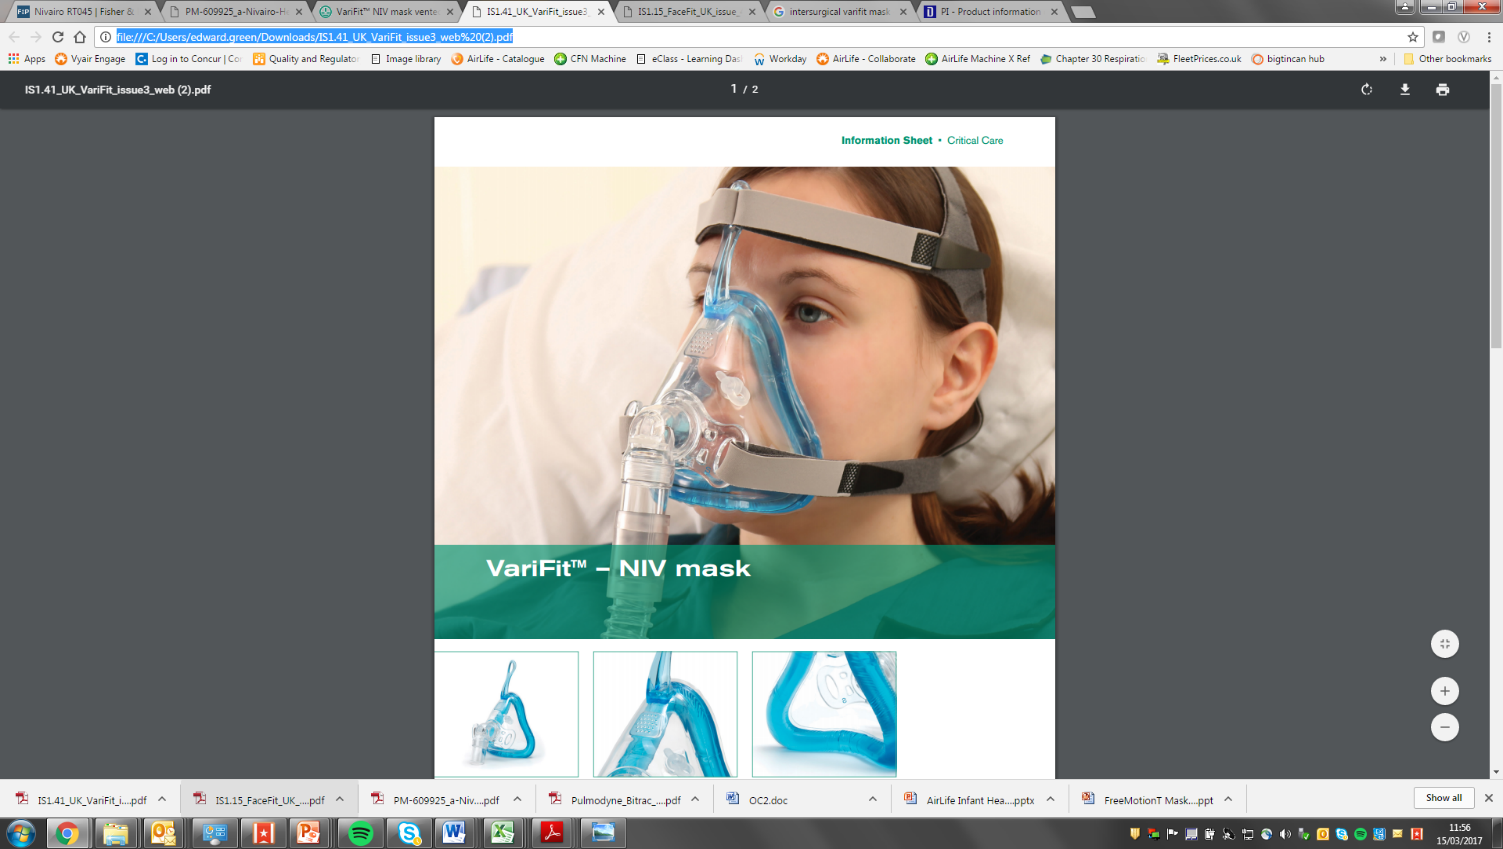 Nivairo RT045 | Fisher &
PM-609925_a-Nivairo-Ho
VariFit™ NIV mask vente
IS1.41_UK_VariFit_issue3_
IS1.15_FaceFit_UK_issue_
intersurgical varifit mask
PI - Product information
file:///C:/Users/edward.green/Downloads/IS1.41_UK_VariFit_issue3_web%20(2).pdf
Apps
Vyair Engage
Log in to Concur | Cor
Quality and Regulator
Image library
AirLife - Catalogue
CFN Machine
eClass - Learning Das
Workday
AirLife - Collaborate
AirLife Machine X Ref
Chapter 30 Respiratio
FleetPrices.co.uk
bigtincan hub
»
Other bookmarks
IS1.41_UK_VariFit_issue3_web (2).pdf
1 / 2
Information Sheet • Critical Care
VariFit™ – NIV mask
IS1.41_UK_VariFit_i....pdf
IS1.15_FaceFit_UK_....pdf
PM-609925_a-Niv....pdf
Pulmodyne_Bitrac_....pdf
OC2.doc
AirLife Infant Hea....pptx
FreeMotionT Mask....ppt
Show all
11:56
15/03/2017